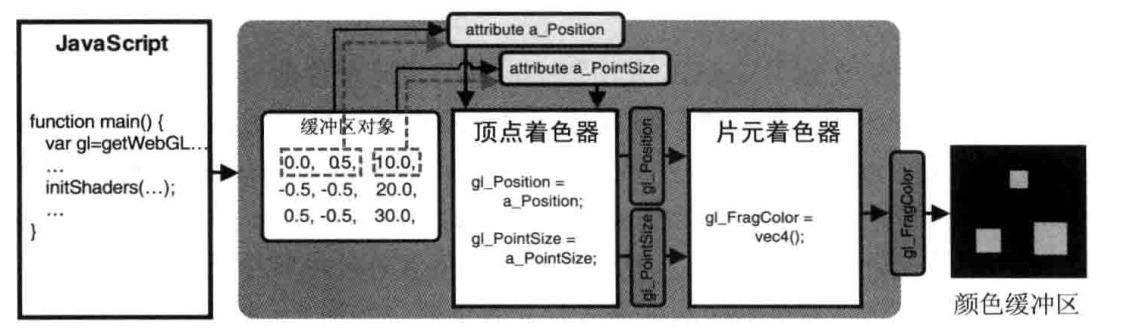 JavaScript
function main() {
var gl=getWebGL...
...
initShaders(...);
...
}
attribute a_Position
attribute a_PointSize
缓冲区对象
0.0, 0.5, 10.0,
-0.5, -0.5, 20.0,
0.5, -0.5, 30.0,
顶点着色器
gl_Position =
a_Position;
gl_PointSize =
a_PointSize;
gl_Position
gl_PointSize
片元着色器
gl_FragColor =
vec4();
gl_FragColor
颜色缓冲区